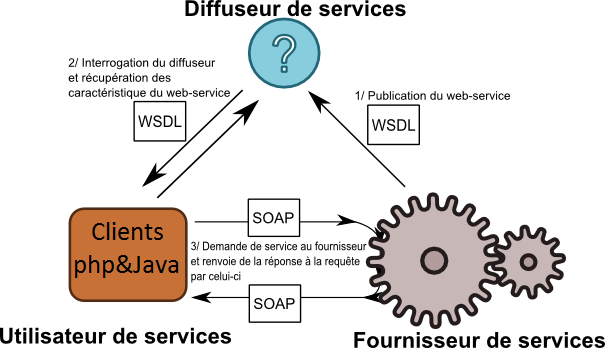 Diffuseur de services
?
2/ Interrogation du diffuseur
et récupération des
caractéristique du web-service
WSDL
1/ Publication du web-service
WSDL
Clients
php&Java
SOAP
3/ Demande de service au fournisseur
et renvoie de la réponse à la requête
par celui-ci
SOAP
Utilisateur de services
Fournisseur de services